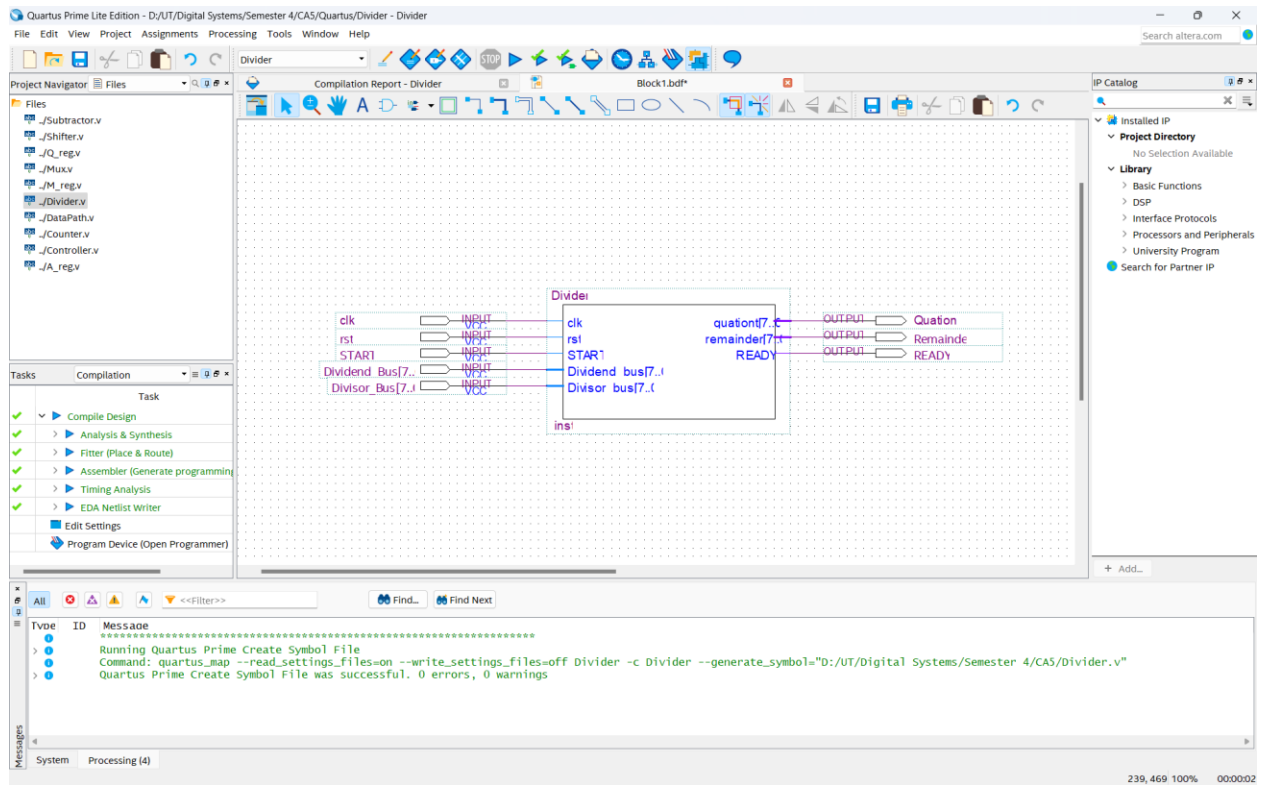 Quartus Prime Lite Edition - D:/UT/Digital Systems/Semester 4/CA5/Quartus/Divider - Divider
File Edit View Project Assignments Processing Tools Window Help
Search altera.com
Divider
Project Navigator Files
Compilation Report - Divider
Block1.bdf*
IP Catalog
Files
../Subtractor.v
../Shifter.v
../Q_reg.v
../Mux.v
../M_reg.v
../Divider.v
../DataPath.v
../Counter.v
../Controller.v
../A_reg.v
Installed IP
Project Directory
No Selection Available
Library
Basic Functions
DSP
Interface Protocols
Processors and Peripherals
University Program
Search for Partner IP
+ Add...
Divider
clk INPUT VCC
rst INPUT VCC
START INPUT VCC
Dividend_Bus[7.. INPUT VCC
Divisor_Bus[7.. INPUT VCC
clk
rst
START
Dividend_bus[7..0
Divisor_bus[7..0
quationt[7..0
remainder[7..0
READY
inst
OUTPUT Quation
OUTPUT Remainde
OUTPUT READY
Tasks Compilation
Task
Compile Design
Analysis & Synthesis
Fitter (Place & Route)
Assembler (Generate programming
Timing Analysis
EDA Netlist Writer
Edit Settings
Program Device (Open Programmer)
All <<Filter>> Find... Find Next
Type ID Message
*******************************************************************
Running Quartus Prime Create Symbol File
Command: quartus_map --read_settings_files=on --write_settings_files=off Divider -c Divider --generate_symbol="D:/UT/Digital Systems/Semester 4/CA5/Divider.v"
Quartus Prime Create Symbol File was successful. 0 errors, 0 warnings
Messages
System Processing (4)
239, 469 100% 00:00:02